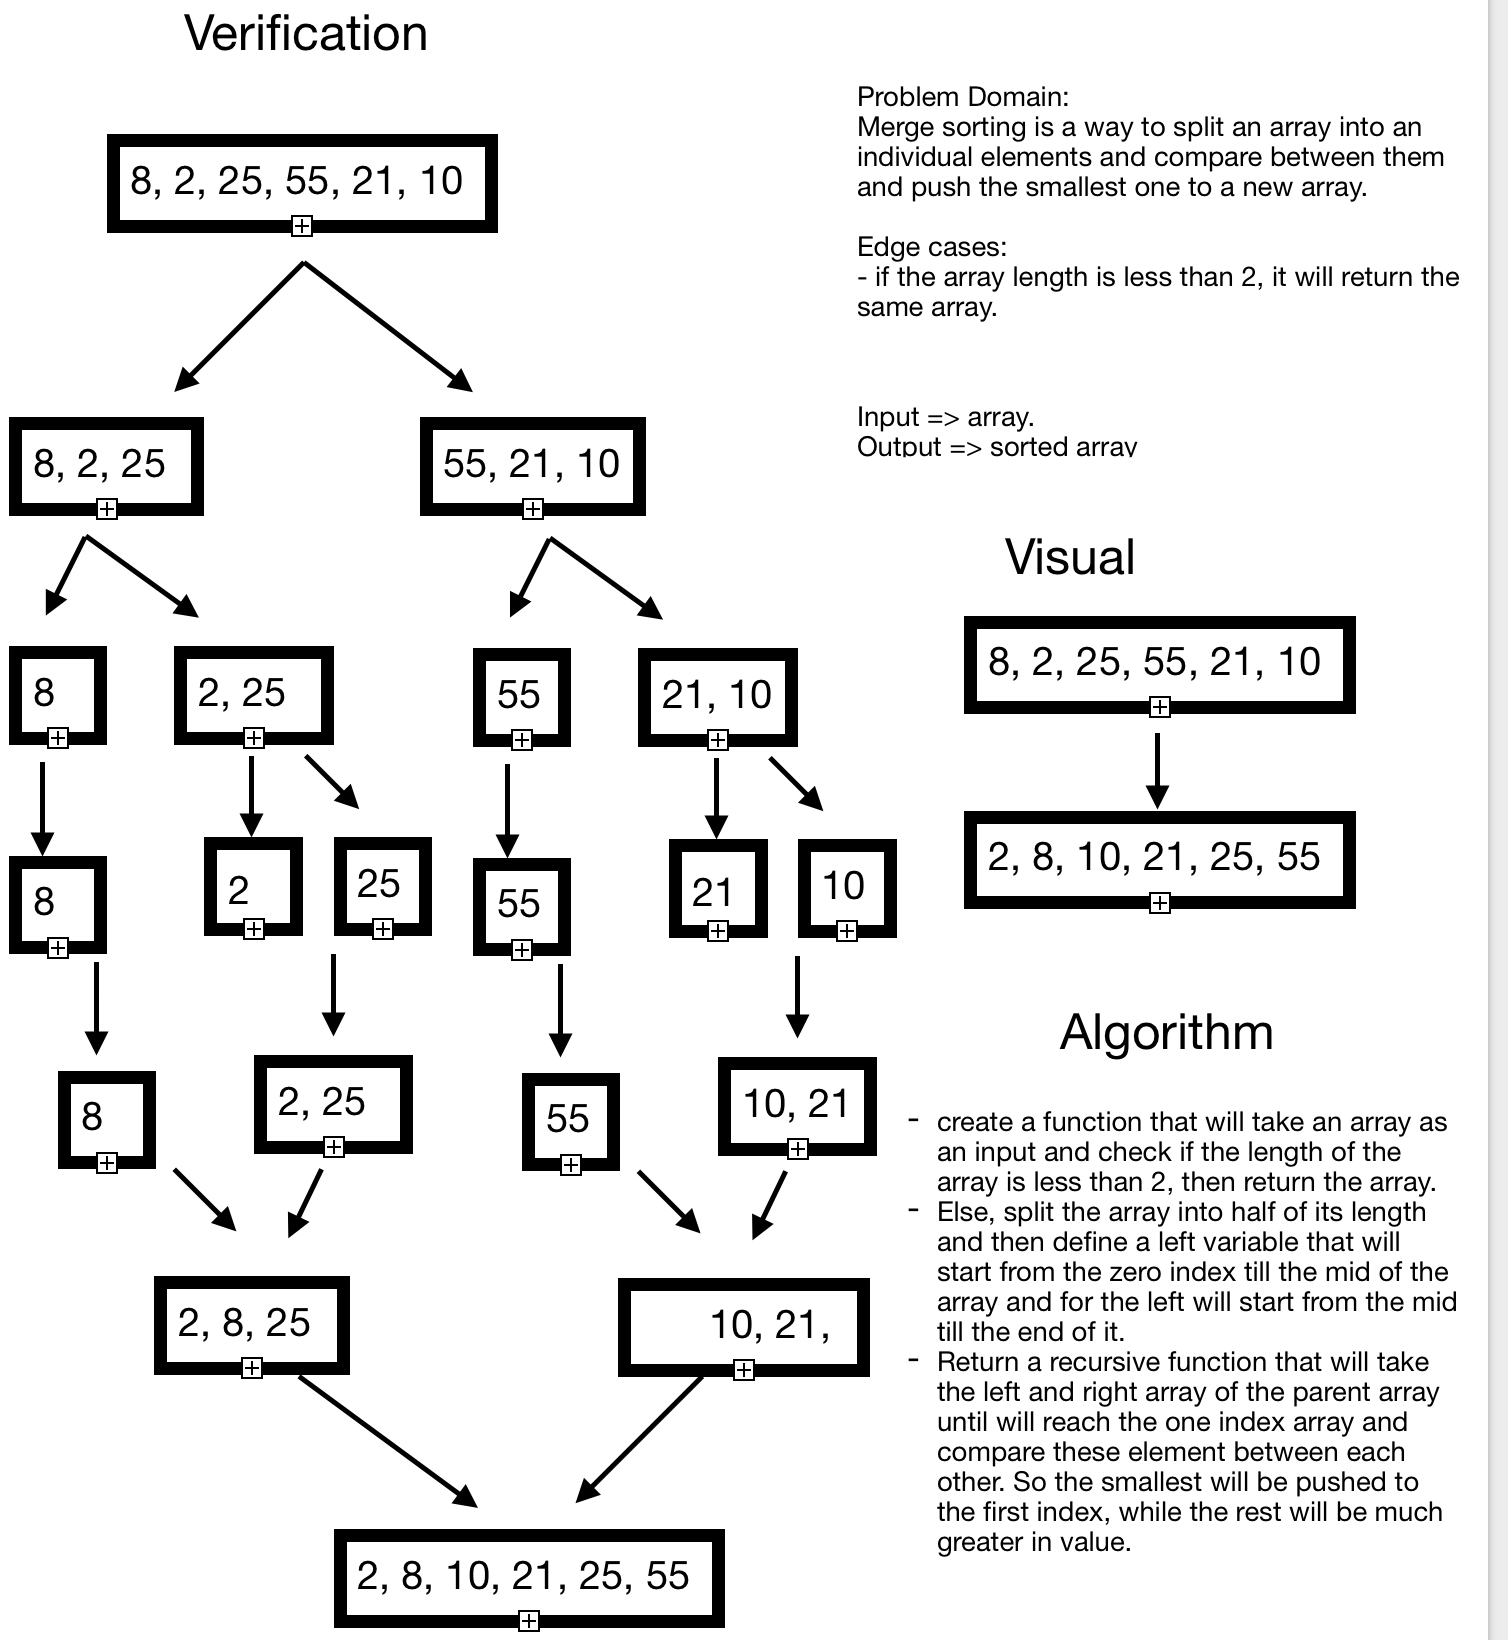 Verification
8, 2, 25, 55, 21, 10
8, 2, 25
55, 21, 10
8
2, 25
55
21, 10
8
2
25
55
21
10
8
2, 25
55
10, 21
2, 8, 25
10, 21,
2, 8, 10, 21, 25, 55
Problem Domain:
Merge sorting is a way to split an array into an
individual elements and compare between them
and push the smallest one to a new array.
Edge cases:
- if the array length is less than 2, it will return the
same array.
Input => array.
Output => sorted array
Visual
8, 2, 25, 55, 21, 10
2, 8, 10, 21, 25, 55
Algorithm
- create a function that will take an array as
an input and check if the length of the
array is less than 2, then return the array.
- Else, split the array into half of its length
and then define a left variable that will
start from the zero index till the mid of the
array and for the left will start from the mid
till the end of it.
- Return a recursive function that will take
the left and right array of the parent array
until will reach the one index array and
compare these element between each
other. So the smallest will be pushed to
the first index, while the rest will be much
greater in value.